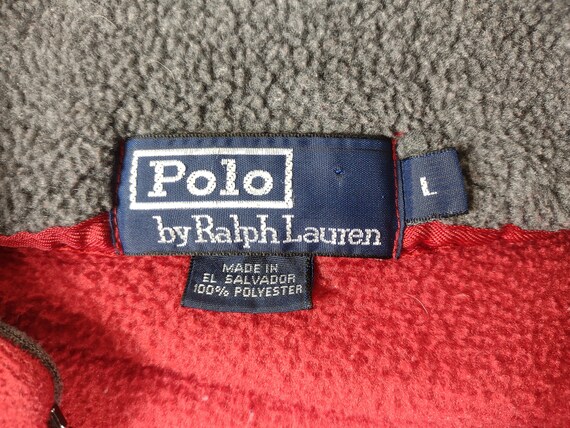 Polo
by Ralph Lauren
L
MADE IN
EL SALVADOR
100% POLYESTER